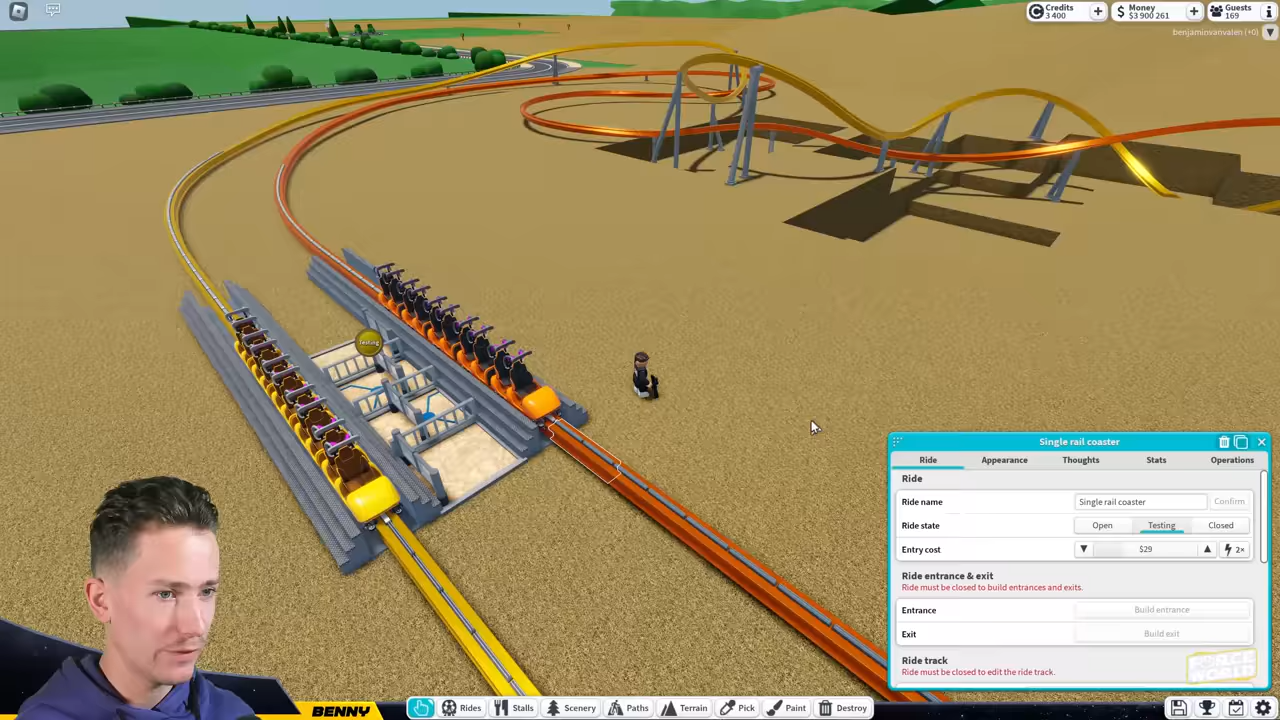 Credits
3 400
Money
$3 900 261
Guests
169
benjaminvanvalen (+0)
Testing
Single rail coaster
Ride
Appearance
Thoughts
Stats
Operations
Ride
Ride name
Single rail coaster
Confirm
Ride state
Open
Testing
Closed
Entry cost
$29
2×
Ride entrance & exit
Ride must be closed to build entrances and exits.
Entrance
Build entrance
Exit
Build exit
Ride track
Ride must be closed to edit the ride track.
FORCE WORLD
BENNY
Rides
Stalls
Scenery
Paths
Terrain
Pick
Paint
Destroy